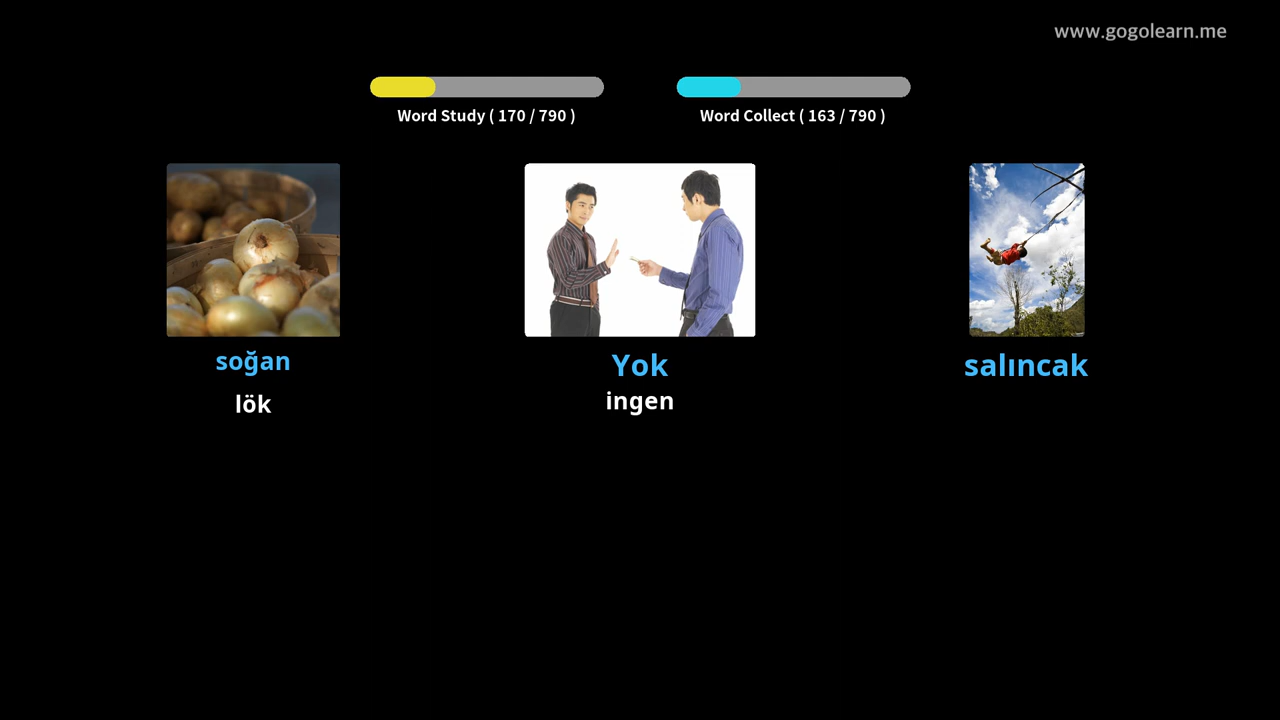 www.gogolearn.me
Word Study ( 170 / 790 )
Word Collect ( 163 / 790 )
soğan
lök
Yok
ingen
salıncak